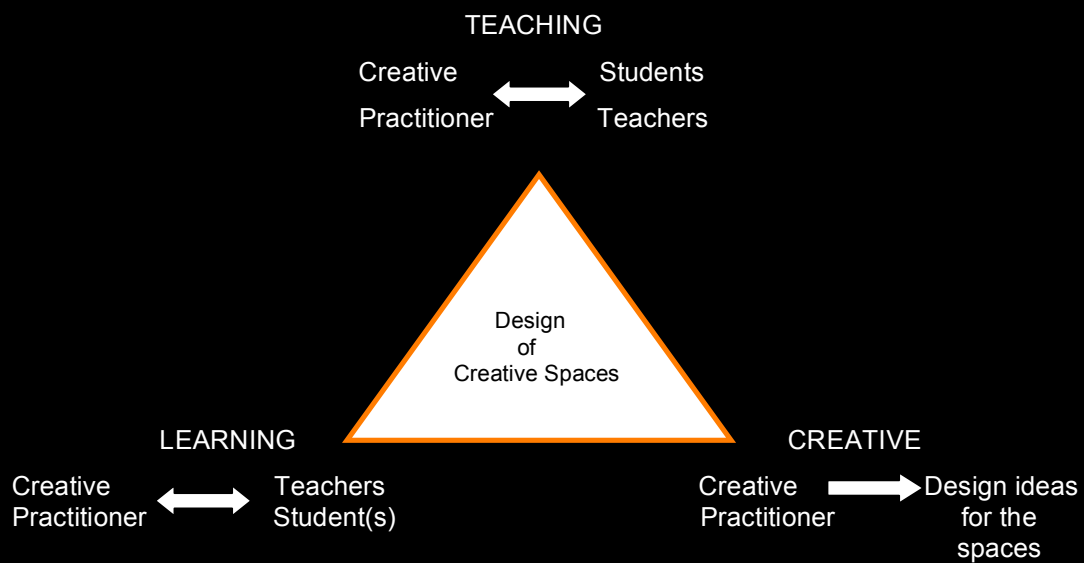 TEACHING
Creative Students
Practitioner Teachers
Design
of
Creative Spaces
LEARNING
Creative Teachers
Practitioner Student(s)
CREATIVE
Creative Design ideas
Practitioner for the
spaces